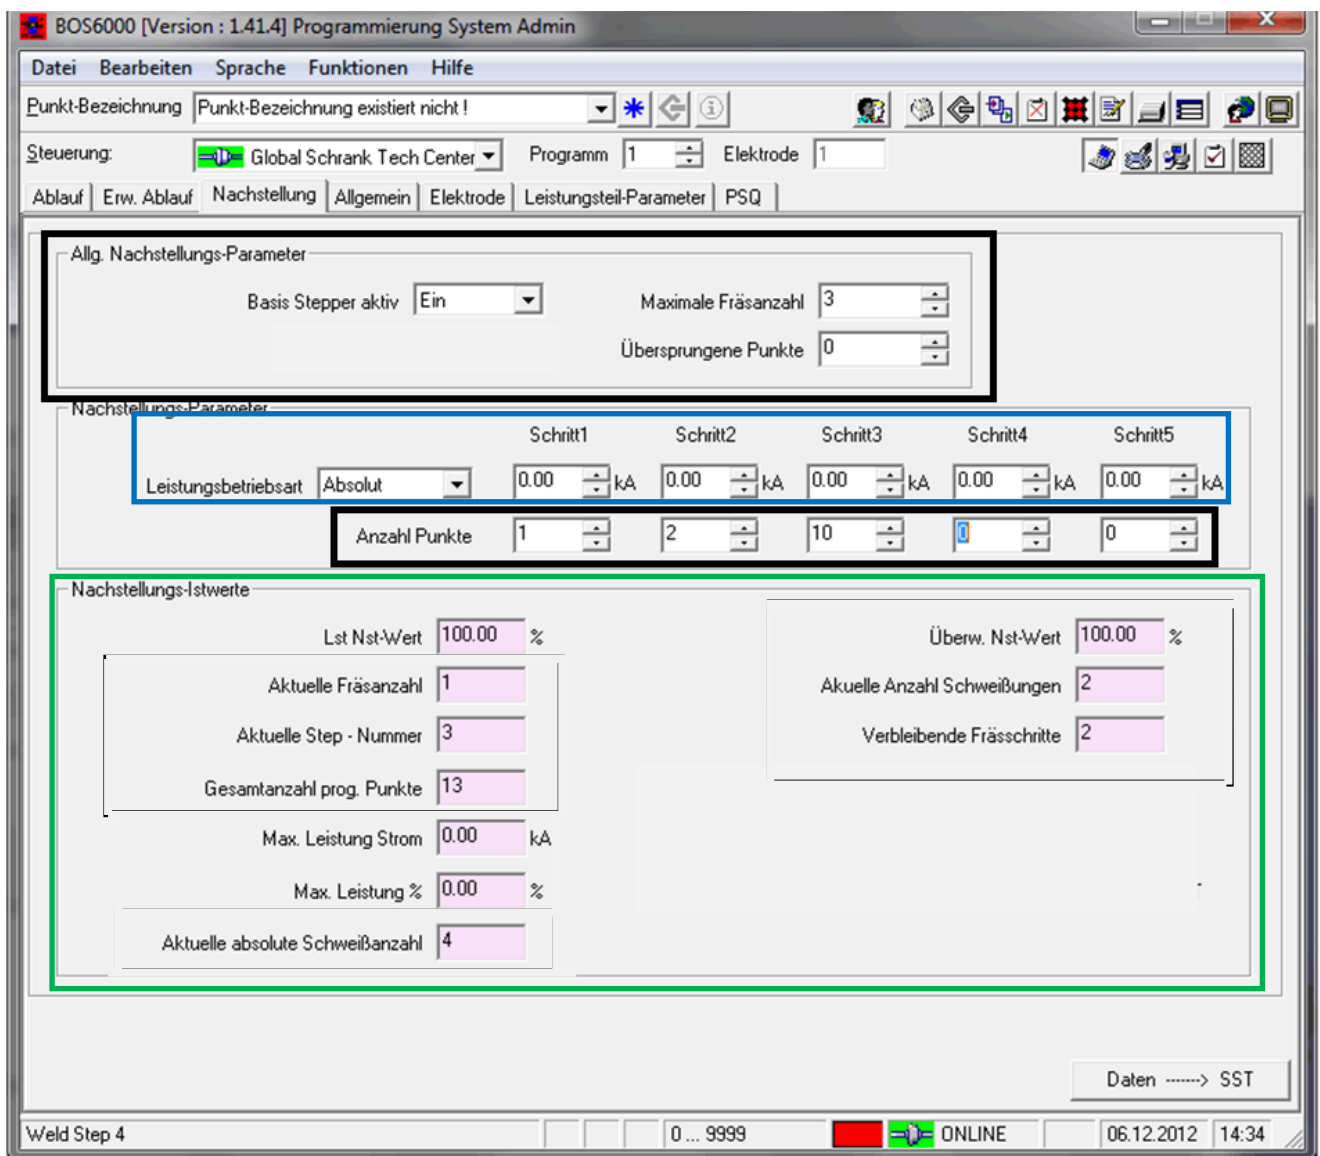 BOS6000 [Version : 1.41.4] Programmierung System Admin
Datei Bearbeiten Sprache Funktionen Hilfe
Punkt-Bezeichnung Punkt-Bezeichnung existiert nicht !
Steuerung: Global Schrank Tech Center Programm 1 Elektrode 1
Ablauf Erw. Ablauf Nachstellung Allgemein Elektrode Leistungsteil-Parameter PSQ
Allg. Nachstellungs-Parameter
Basis Stepper aktiv Ein Maximale Fräsanzahl 3
Übersprungene Punkte 0
Nachstellungs-Parameter
Schritt1 Schritt2 Schritt3 Schritt4 Schritt5
Leistungsbetriebsart Absolut 0.00 kA 0.00 kA 0.00 kA 0.00 kA 0.00 kA
Anzahl Punkte 1 2 10 0 0
Nachstellungs-Istwerte
Lst Nst-Wert 100.00 % Überw. Nst-Wert 100.00 %
Aktuelle Fräsanzahl 1 Akuelle Anzahl Schweißungen 2
Aktuelle Step - Nummer 3 Verbleibende Frässchritte 2
Gesamtanzahl prog. Punkte 13
Max. Leistung Strom 0.00 kA
Max. Leistung % 0.00 %
Aktuelle absolute Schweißanzahl 4
Daten -------> SST
Weld Step 4 0 ... 9999 ONLINE 06.12.2012 14:34